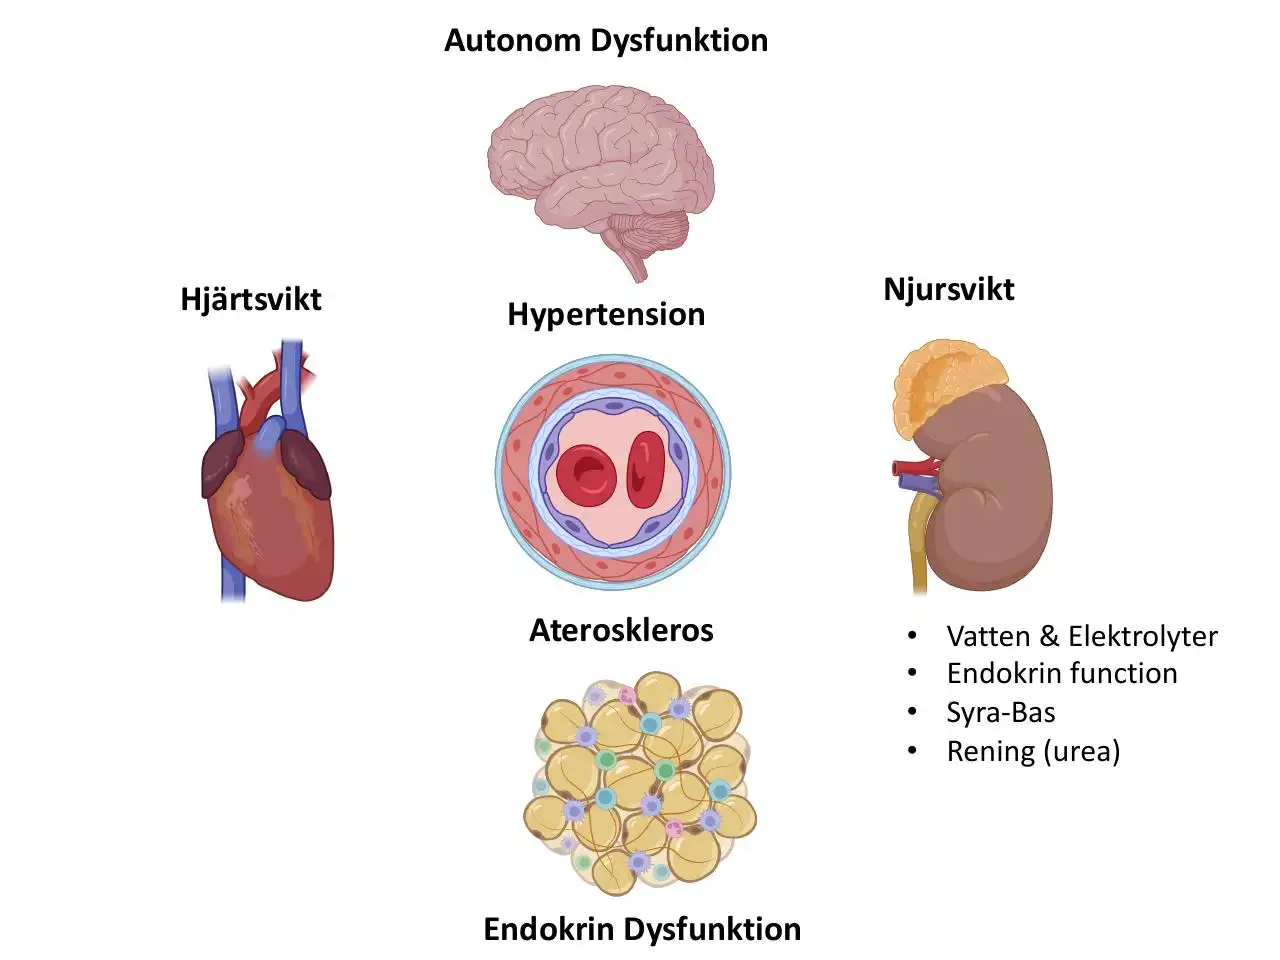 Autonom Dysfunktion
Hjärtsvikt
Hypertension
Njursvikt
Ateroskleros
• Vatten & Elektrolyter
• Endokrin function
• Syra-Bas
• Rening (urea)
Endokrin Dysfunktion